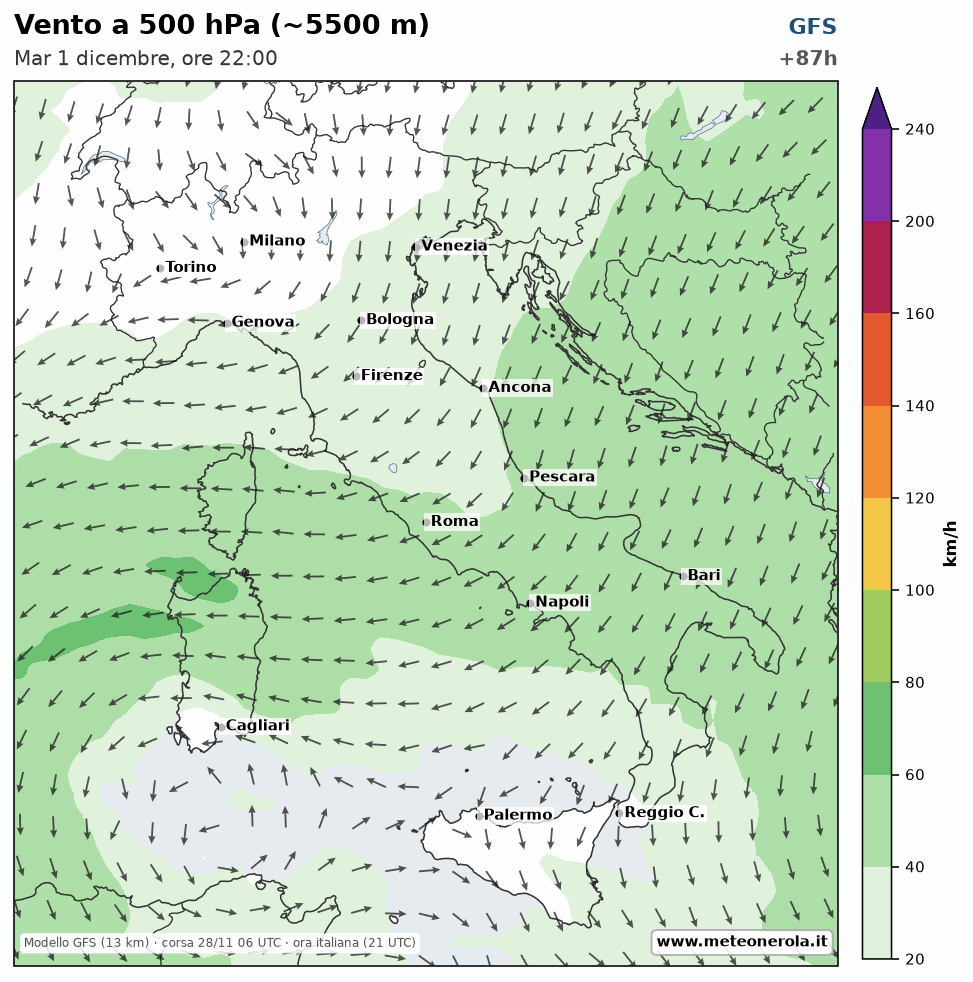 Vento a 500 hPa (~5500 m)
GFS
Mar 1 dicembre, ore 22:00
+87h
Milano
Venezia
Torino
Genova
Bologna
Firenze
Ancona
Pescara
Roma
Bari
Napoli
Cagliari
Palermo
Reggio C.
240
200
160
140
120
100
80
60
40
20
km/h
Modello GFS (13 km) · corsa 28/11 06 UTC · ora italiana (21 UTC)
www.meteonerola.it